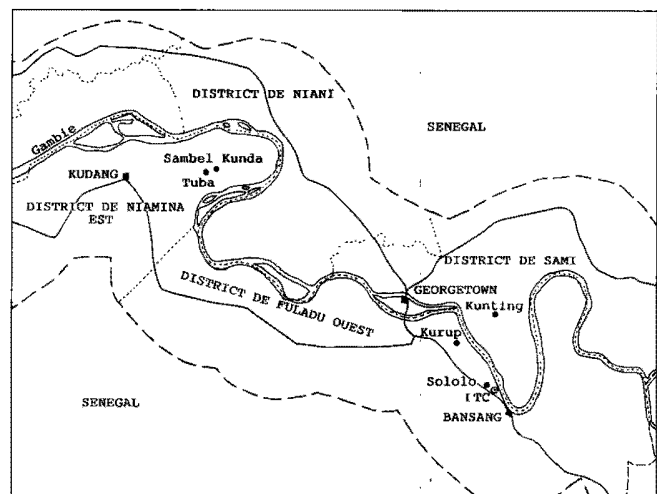 DISTRICT DE NIANI
SENEGAL
Gambie
Sambel Kunda
Tuba
KUDANG
DISTRICT DE NIAMINA
EST
DISTRICT DE SAMI
GEORGETOWN
Kunting
DISTRICT DE FULADU OUEST
Kurup
Sololo
ITC
SENEGAL
BANSANG